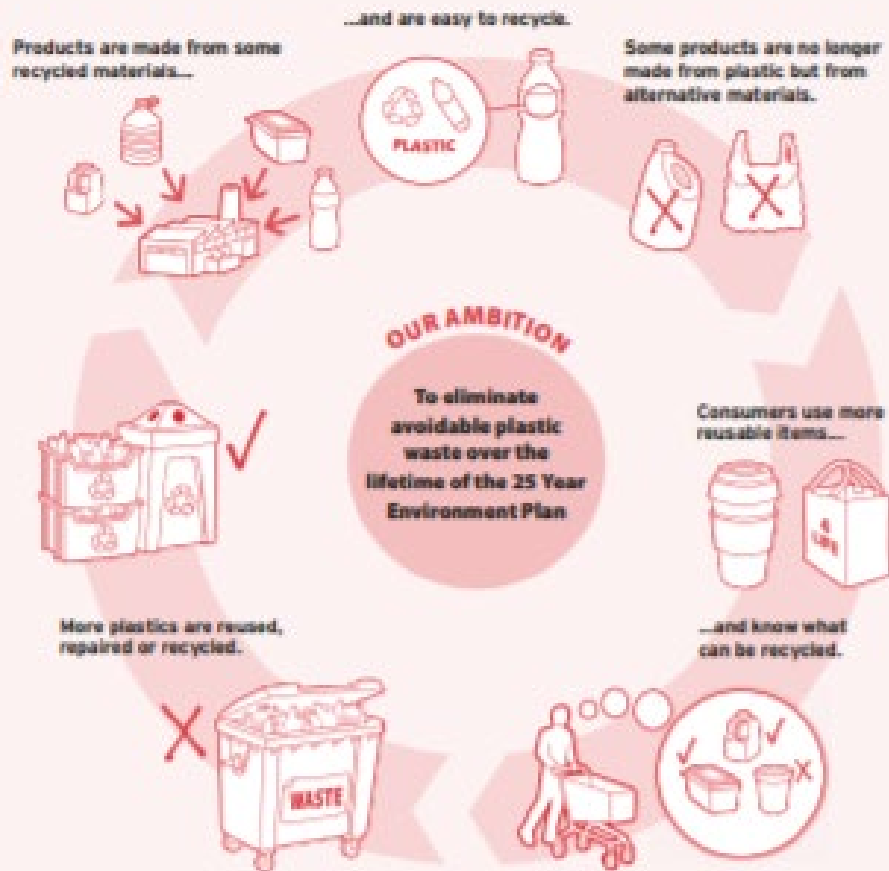 ...and are easy to recycle.
Products are made from some
recycled materials...
Some products are no longer
made from plastic but from
alternative materials.
PLASTIC
OUR AMBITION
To eliminate
avoidable plastic
waste over the
lifetime of the 25 Year
Environment Plan
Consumers use more
reusable items...
4
LIFE
...and know what
can be recycled.
More plastics are reused,
repaired or recycled.
WASTE